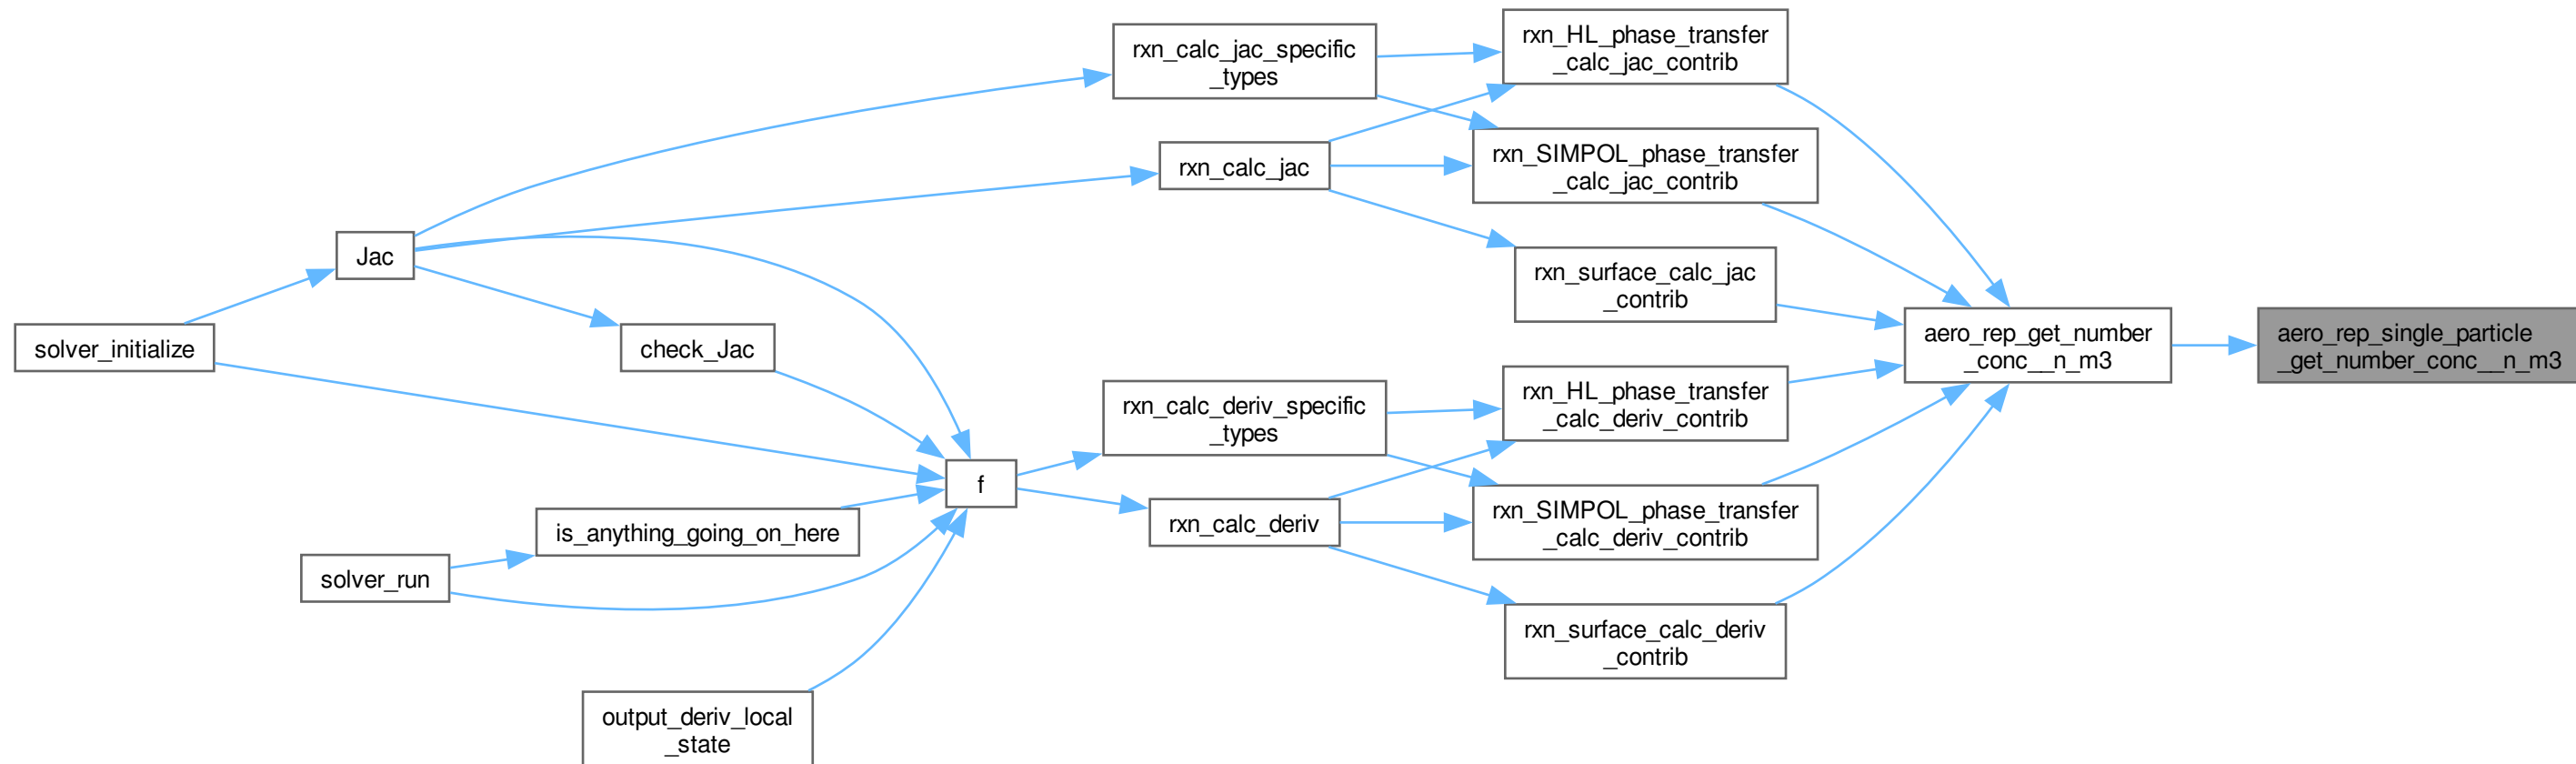 rxn_HL_phase_transfer
_calc_jac_contrib
rxn_calc_jac_specific
_types
rxn_SIMPOL_phase_transfer
_calc_jac_contrib
rxn_calc_jac
Jac
rxn_surface_calc_jac
_contrib
solver_initialize
check_Jac
aero_rep_get_number
_conc__n_m3
aero_rep_single_particle
_get_number_conc__n_m3
rxn_calc_deriv_specific
_types
rxn_HL_phase_transfer
_calc_deriv_contrib
f
is_anything_going_on_here
rxn_calc_deriv
rxn_SIMPOL_phase_transfer
_calc_deriv_contrib
solver_run
rxn_surface_calc_deriv
_contrib
output_deriv_local
_state